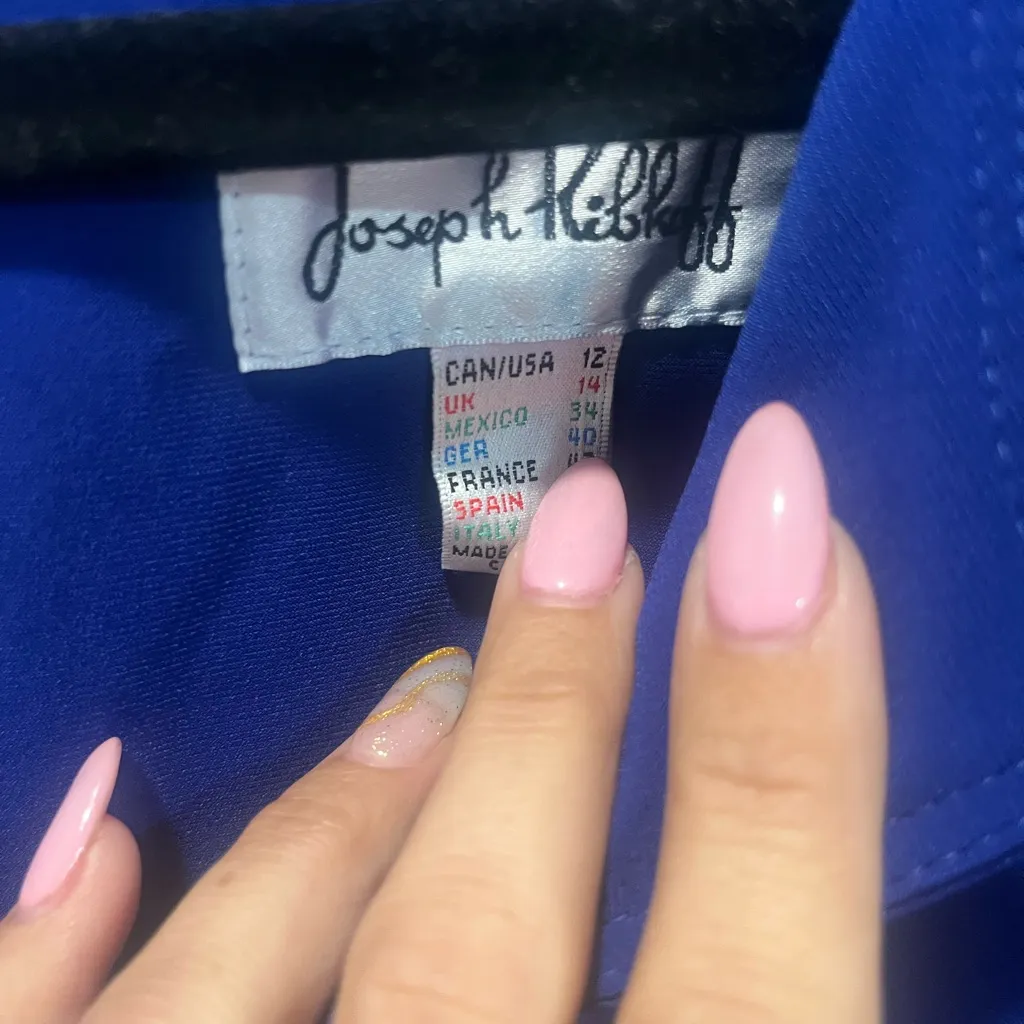 Joseph Ribkoff
CAN/USA 12
UK 14
MEXICO 34
GER 40
FRANCE
SPAIN
ITALY
MADE